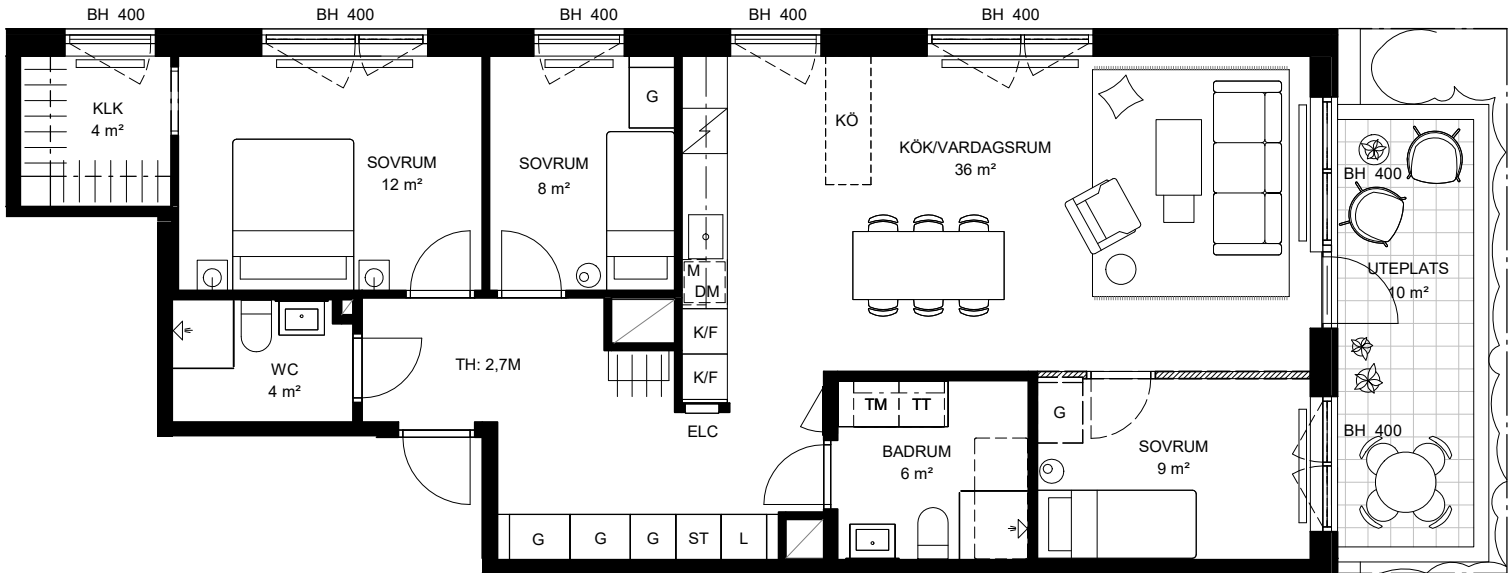 BH 400
BH 400
BH 400
BH 400
BH 400
KLK
4 m²
SOVRUM
12 m²
SOVRUM
8 m²
G
KÖ
KÖK/VARDAGSRUM
36 m²
BH 400
UTEPLATS
10 m²
M
DM
K/F
K/F
ELC
WC
4 m²
TH: 2,7M
TM
TT
G
BADRUM
6 m²
SOVRUM
9 m²
BH 400
G
G
G
ST
L